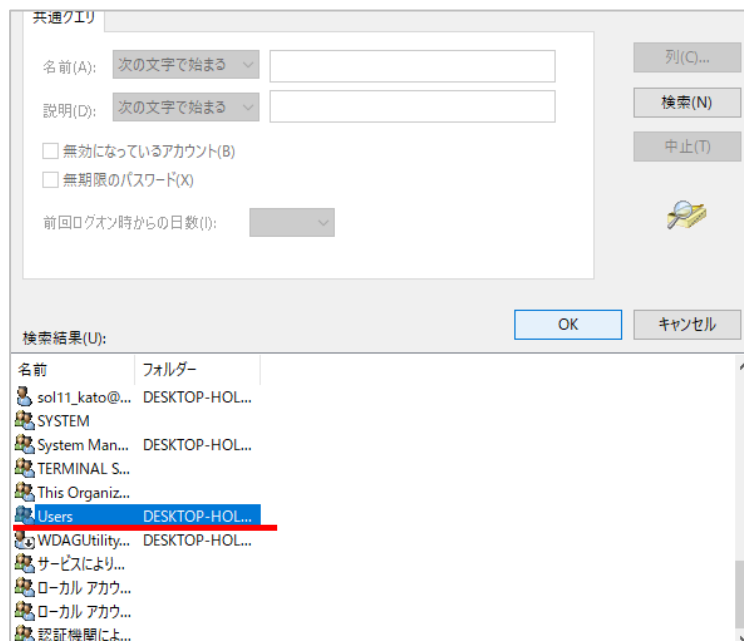 共通クエリ
名前(A): 次の文字で始まる 列(C)...
説明(D): 次の文字で始まる 検索(N)
無効になっているアカウント(B) 中止(T)
無期限のパスワード(X)
前回ログオン時からの日数(I):
OK キャンセル
検索結果(U):
名前 フォルダー
sol11_kato@... DESKTOP-HOL...
SYSTEM
System Man... DESKTOP-HOL...
TERMINAL S...
This Organiz...
Users DESKTOP-HOL...
WDAGUtility... DESKTOP-HOL...
サービスにより...
ローカル アカウ...
ローカル アカウ...
認証機関によ...